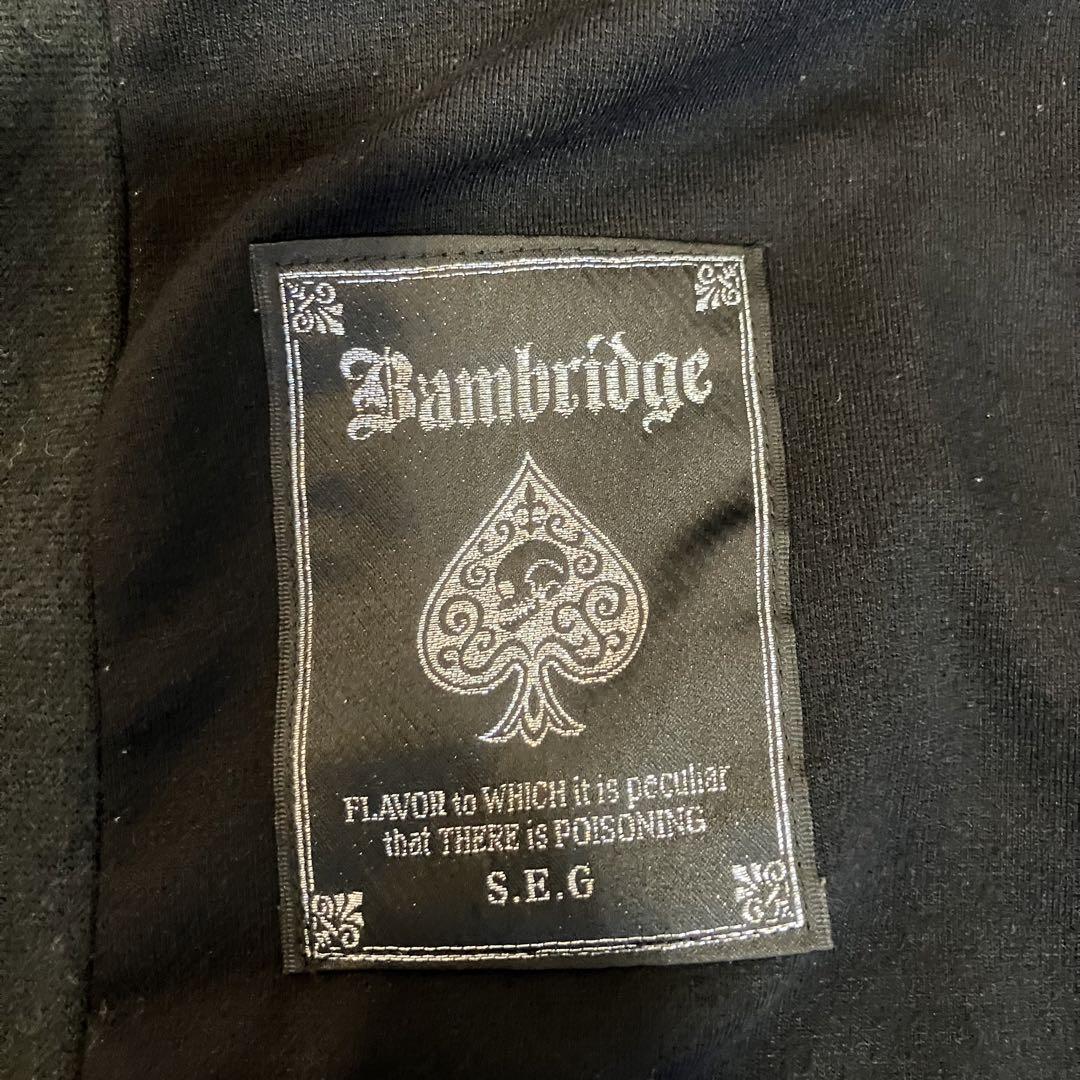 Bambridge
FLAVOR to WHICH it is peculiar
that THERE is POISONING
S.E.G